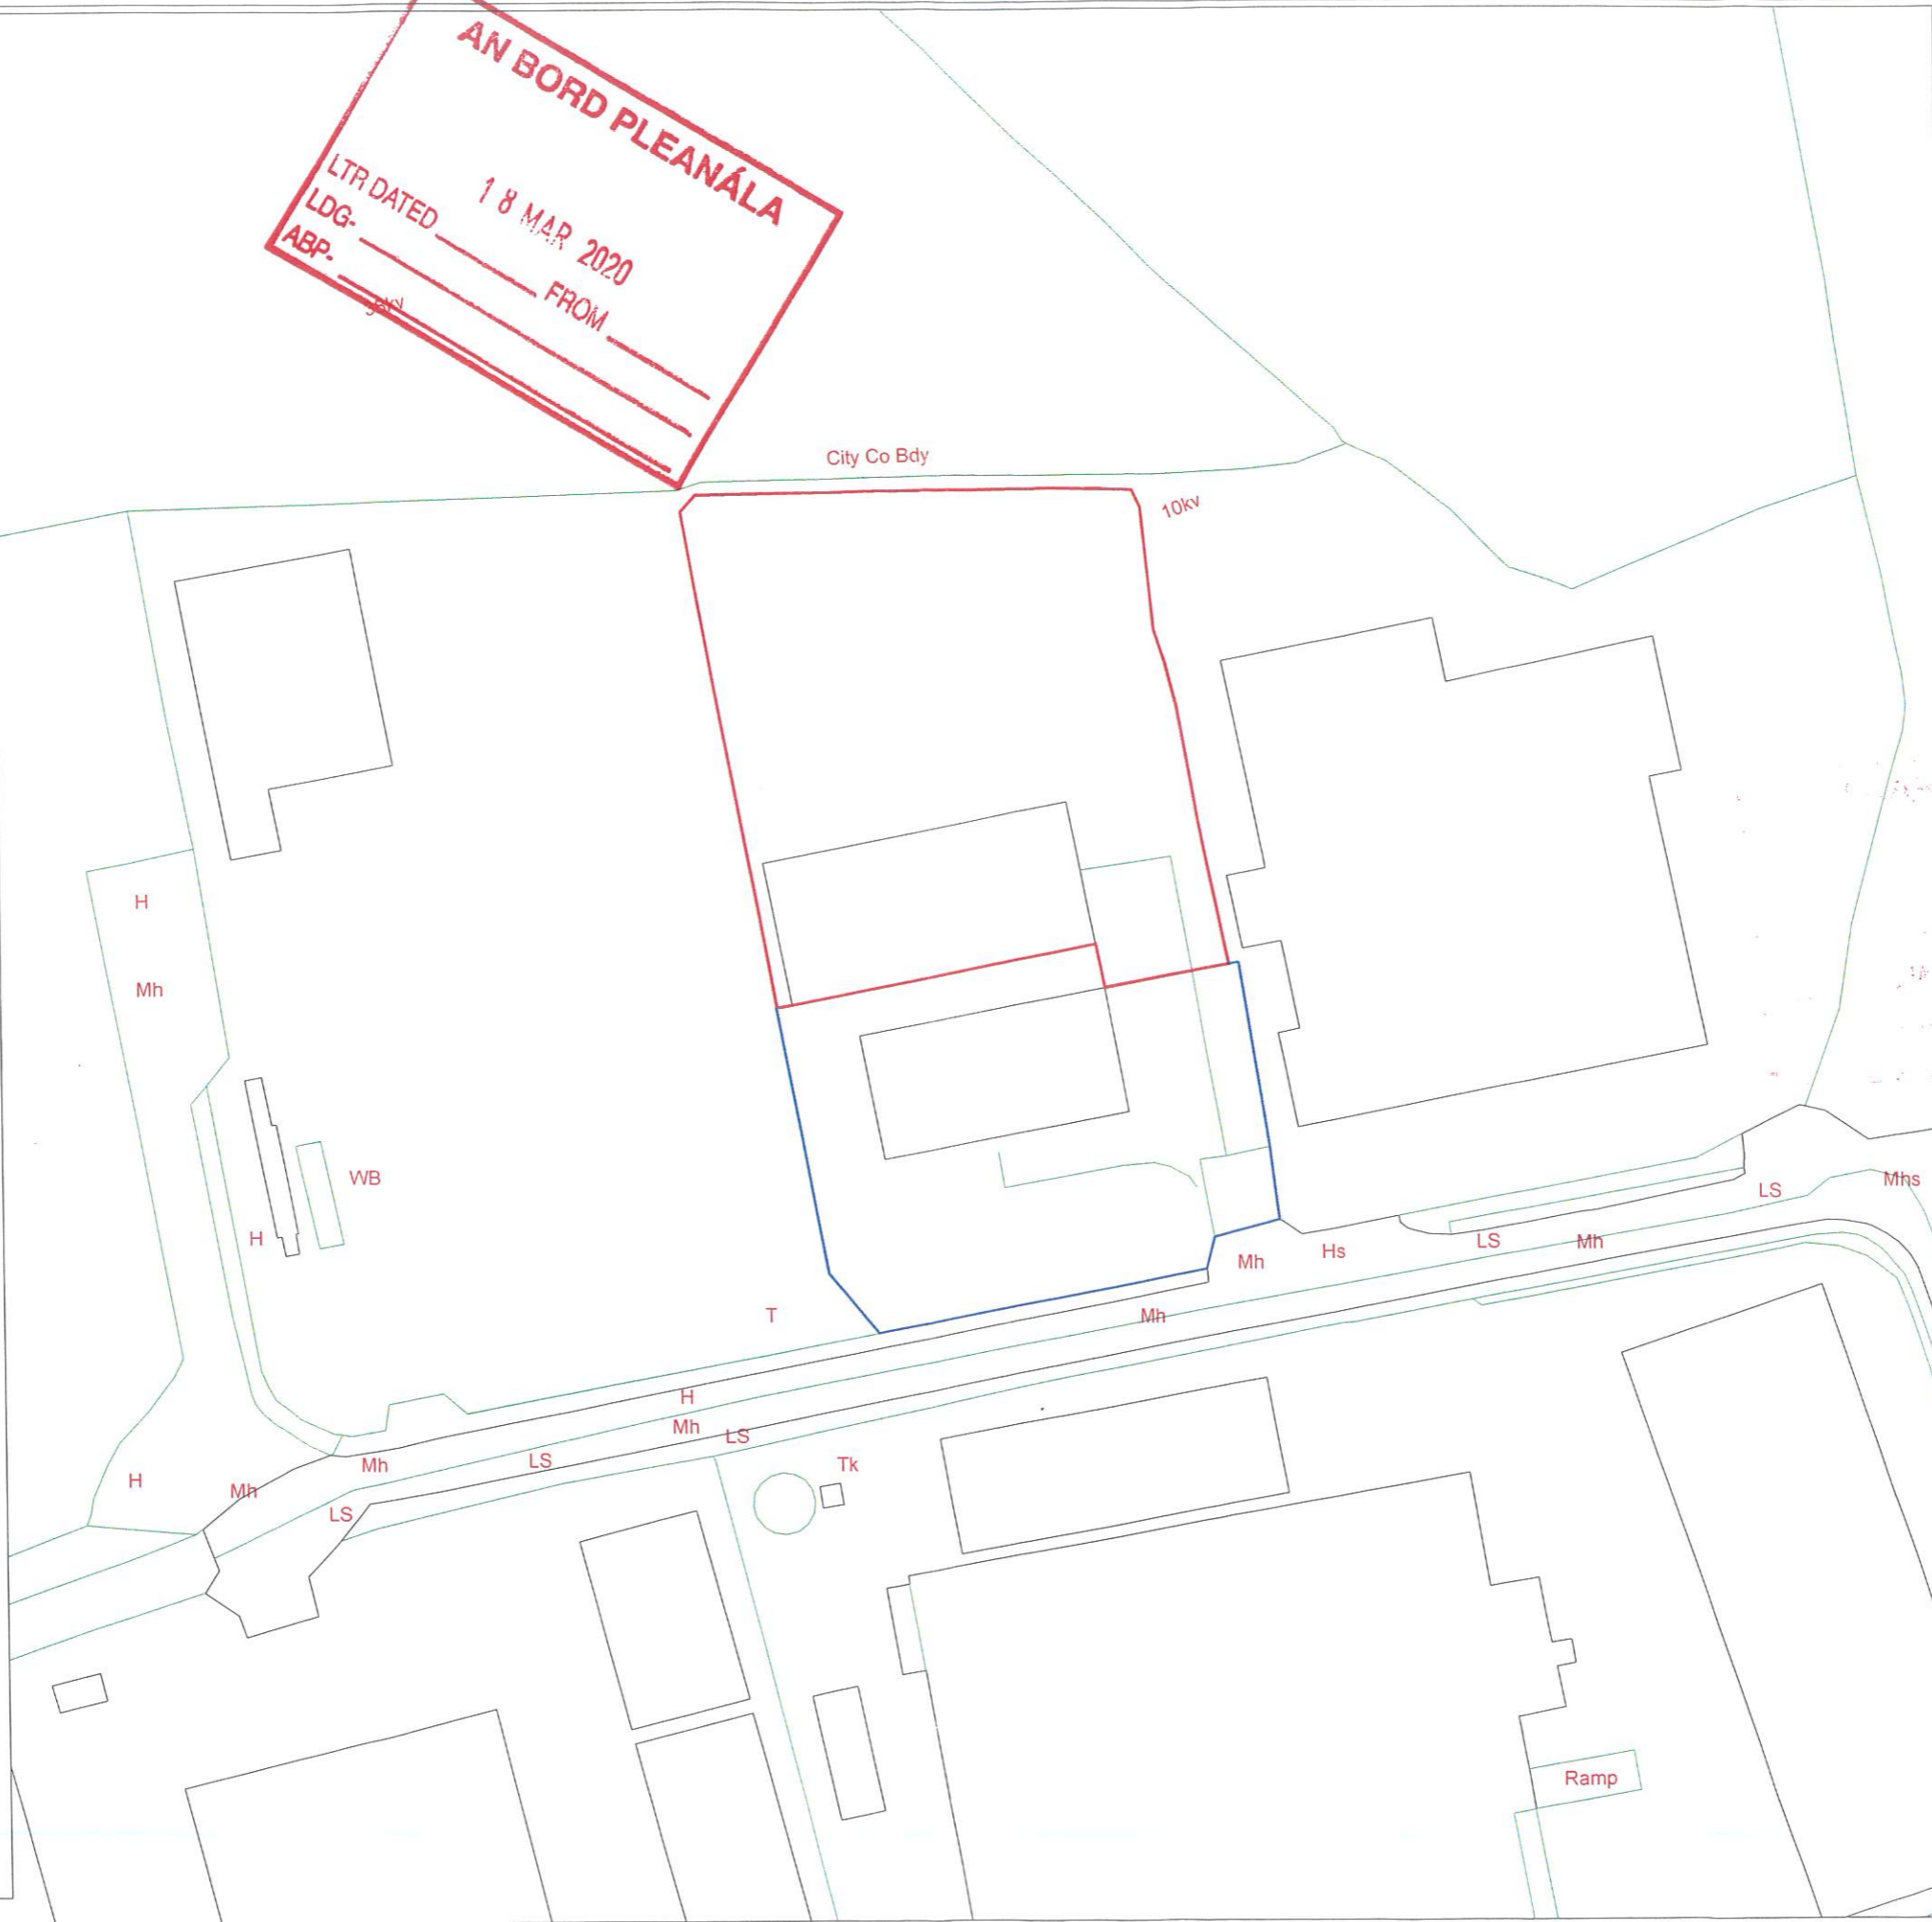 AN BORD PLEANÁLA
18 MAR 2020
LTR DATED FROM
LDG-
ABP-
City Co Bdy
10kv
H
Mh
WB
H
T
Mh
Hs
LS
Mh
LS
Mhs
Mh
H
Mh
LS
LS
Mh
Tk
H
Mh
LS
Ramp